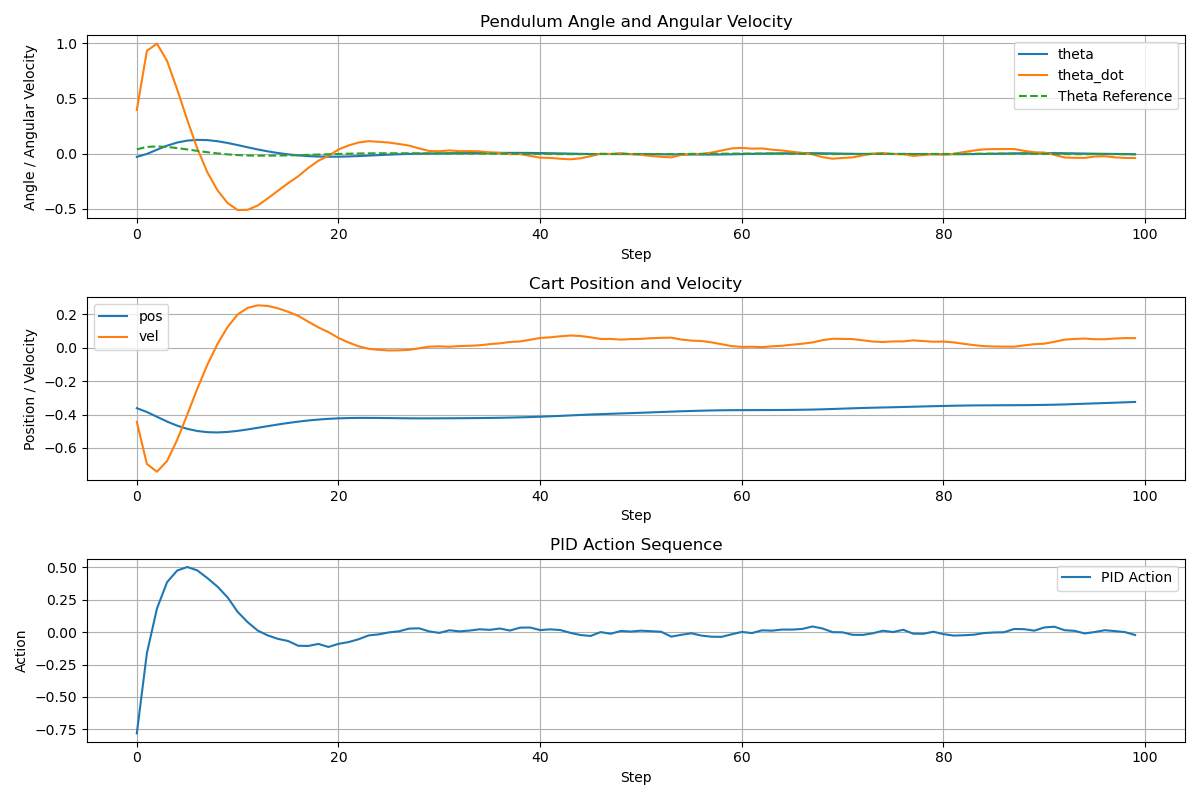 Pendulum Angle and Angular Velocity
Angle / Angular Velocity
1.0
0.5
0.0
−0.5
theta
theta_dot
Theta Reference
0 20 40 60 80 100
Step
Cart Position and Velocity
Position / Velocity
0.2
0.0
−0.2
−0.4
−0.6
pos
vel
0 20 40 60 80 100
Step
PID Action Sequence
Action
0.50
0.25
0.00
−0.25
−0.50
−0.75
PID Action
0 20 40 60 80 100
Step